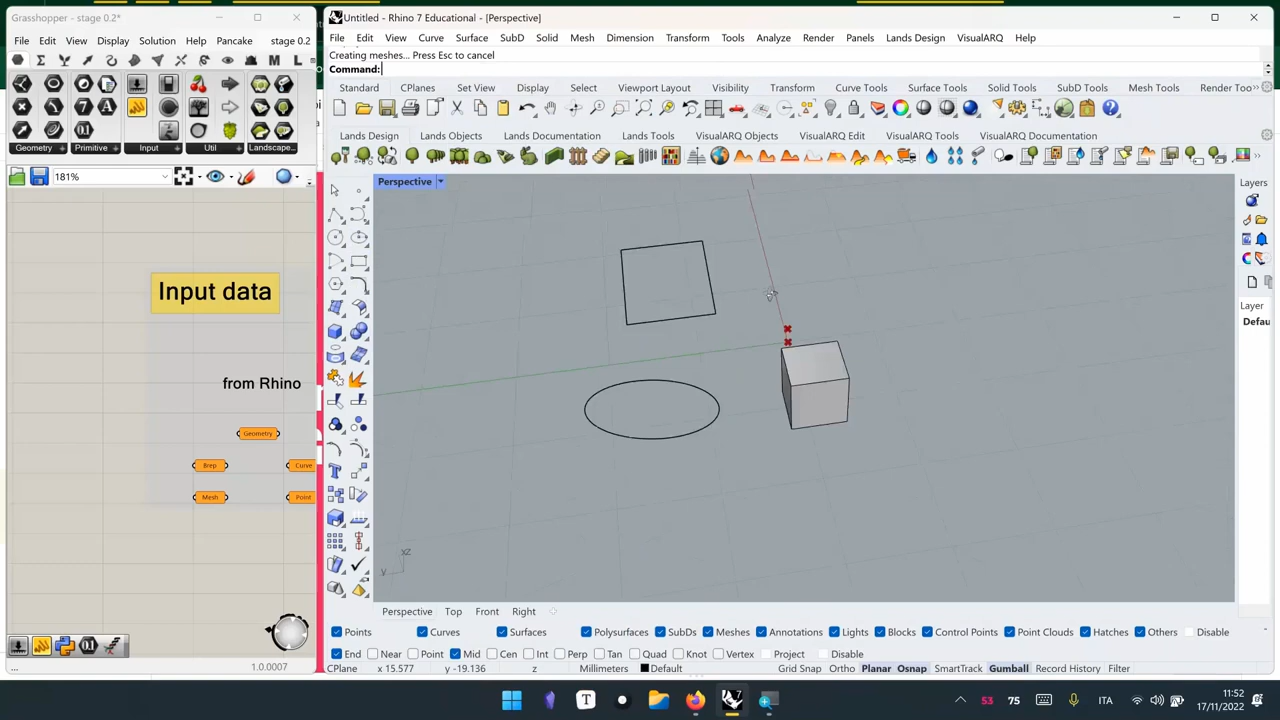 Grasshopper - stage 0.2*
File Edit View Display Solution Help Pancake stage 0.2
Geometry Primitive Input Util Landscape...
181%
Input data
from Rhino
Geometry
Brep Curve
Mesh Point
... 1.0.0007
Untitled - Rhino 7 Educational - [Perspective]
File Edit View Curve Surface SubD Solid Mesh Dimension Transform Tools Analyze Render Panels Lands Design VisualARQ Help
Creating meshes... Press Esc to cancel
Command:
Standard CPlanes Set View Display Select Viewport Layout Visibility Transform Curve Tools Surface Tools Solid Tools SubD Tools Mesh Tools Render Too
Lands Design Lands Objects Lands Documentation Lands Tools VisualARQ Objects VisualARQ Edit VisualARQ Tools VisualARQ Documentation
Perspective
Layers
Layer
Defau
y
Perspective Top Front Right
Points Curves Surfaces Polysurfaces SubDs Meshes Annotations Lights Blocks Control Points Point Clouds Hatches Others Disable
End Near Point Mid Cen Int Perp Tan Quad Knot Vertex Project Disable
CPlane x 15.577 y -19.136 z Millimeters Default Grid Snap Ortho Planar Osnap SmartTrack Gumball Record History Filter
53 75 ITA 11:52
17/11/2022